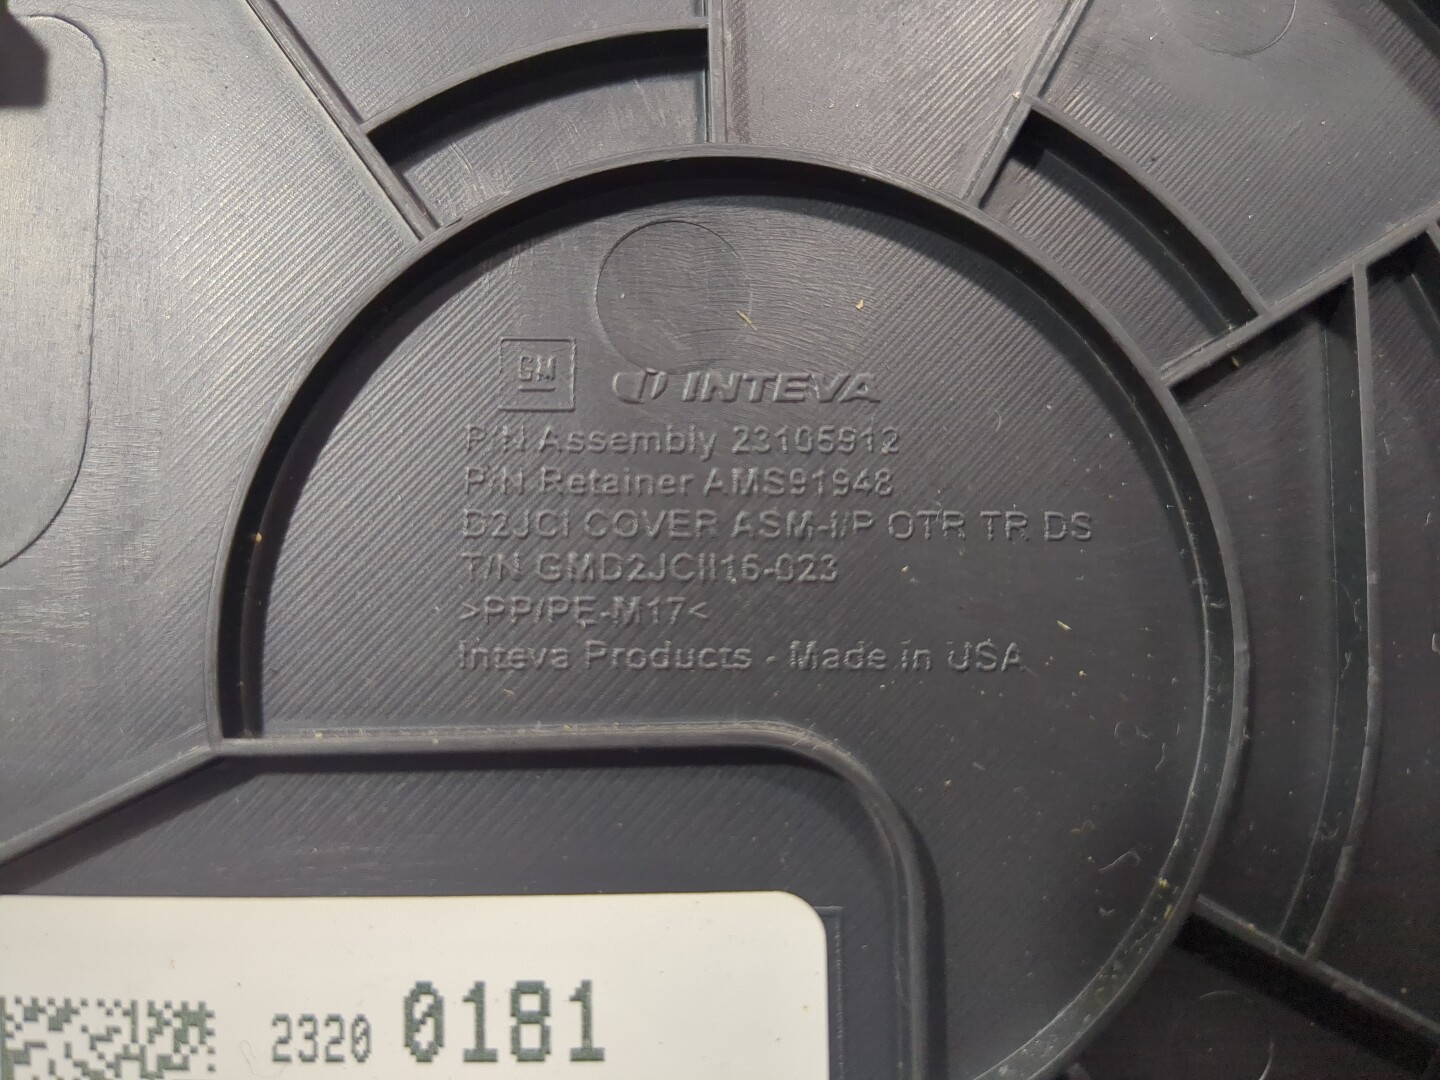 GM INTEVA
P/N Assembly 23105912
P/N Retainer AMS91948
D2JCI COVER ASM-I/P OTR TR DS
T/N GMD2JCII16-023
>PP/PE-M17<
Inteva Products - Made in USA
2320 0181